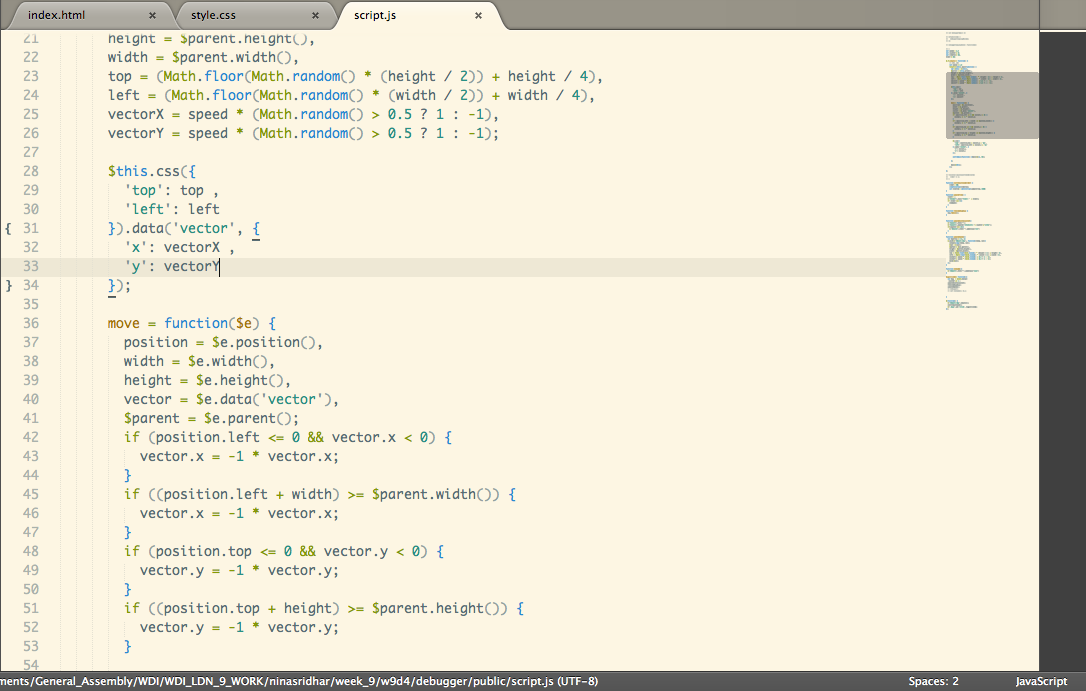 index.html × style.css × script.js ×
21 height = $parent.height(),
22 width = $parent.width(),
23 top = (Math.floor(Math.random() * (height / 2)) + height / 4),
24 left = (Math.floor(Math.random() * (width / 2)) + width / 4),
25 vectorX = speed * (Math.random() > 0.5 ? 1 : -1),
26 vectorY = speed * (Math.random() > 0.5 ? 1 : -1);
27
28 $this.css({
29 'top': top ,
30 'left': left
{ 31 }).data('vector', {
32 'x': vectorX ,
33 'y': vectorY
} 34 });
35
36 move = function($e) {
37 position = $e.position(),
38 width = $e.width(),
39 height = $e.height(),
40 vector = $e.data('vector'),
41 $parent = $e.parent();
42 if (position.left <= 0 && vector.x < 0) {
43 vector.x = -1 * vector.x;
44 }
45 if ((position.left + width) >= $parent.width()) {
46 vector.x = -1 * vector.x;
47 }
48 if (position.top <= 0 && vector.y < 0) {
49 vector.y = -1 * vector.y;
50 }
51 if ((position.top + height) >= $parent.height()) {
52 vector.y = -1 * vector.y;
53 }
54
ments/General_Assembly/WDI/WDI_LDN_9_WORK/ninasridhar/week_9/w9d4/debugger/public/script.js (UTF-8) Spaces: 2 JavaScript